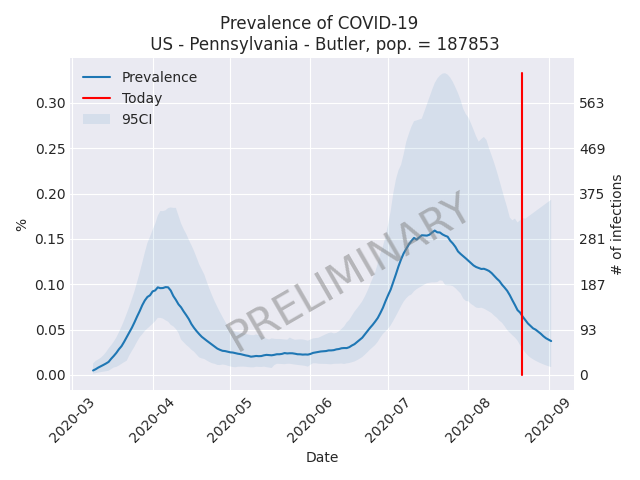 Prevalence of COVID-19
US - Pennsylvania - Butler, pop. = 187853
Prevalence
Today
95CI
0.30
0.25
0.20
0.15
0.10
0.05
0.00
%
563
469
375
281
187
93
0
# of infections
PRELIMINARY
2020-03
2020-04
2020-05
2020-06
2020-07
2020-08
2020-09
Date